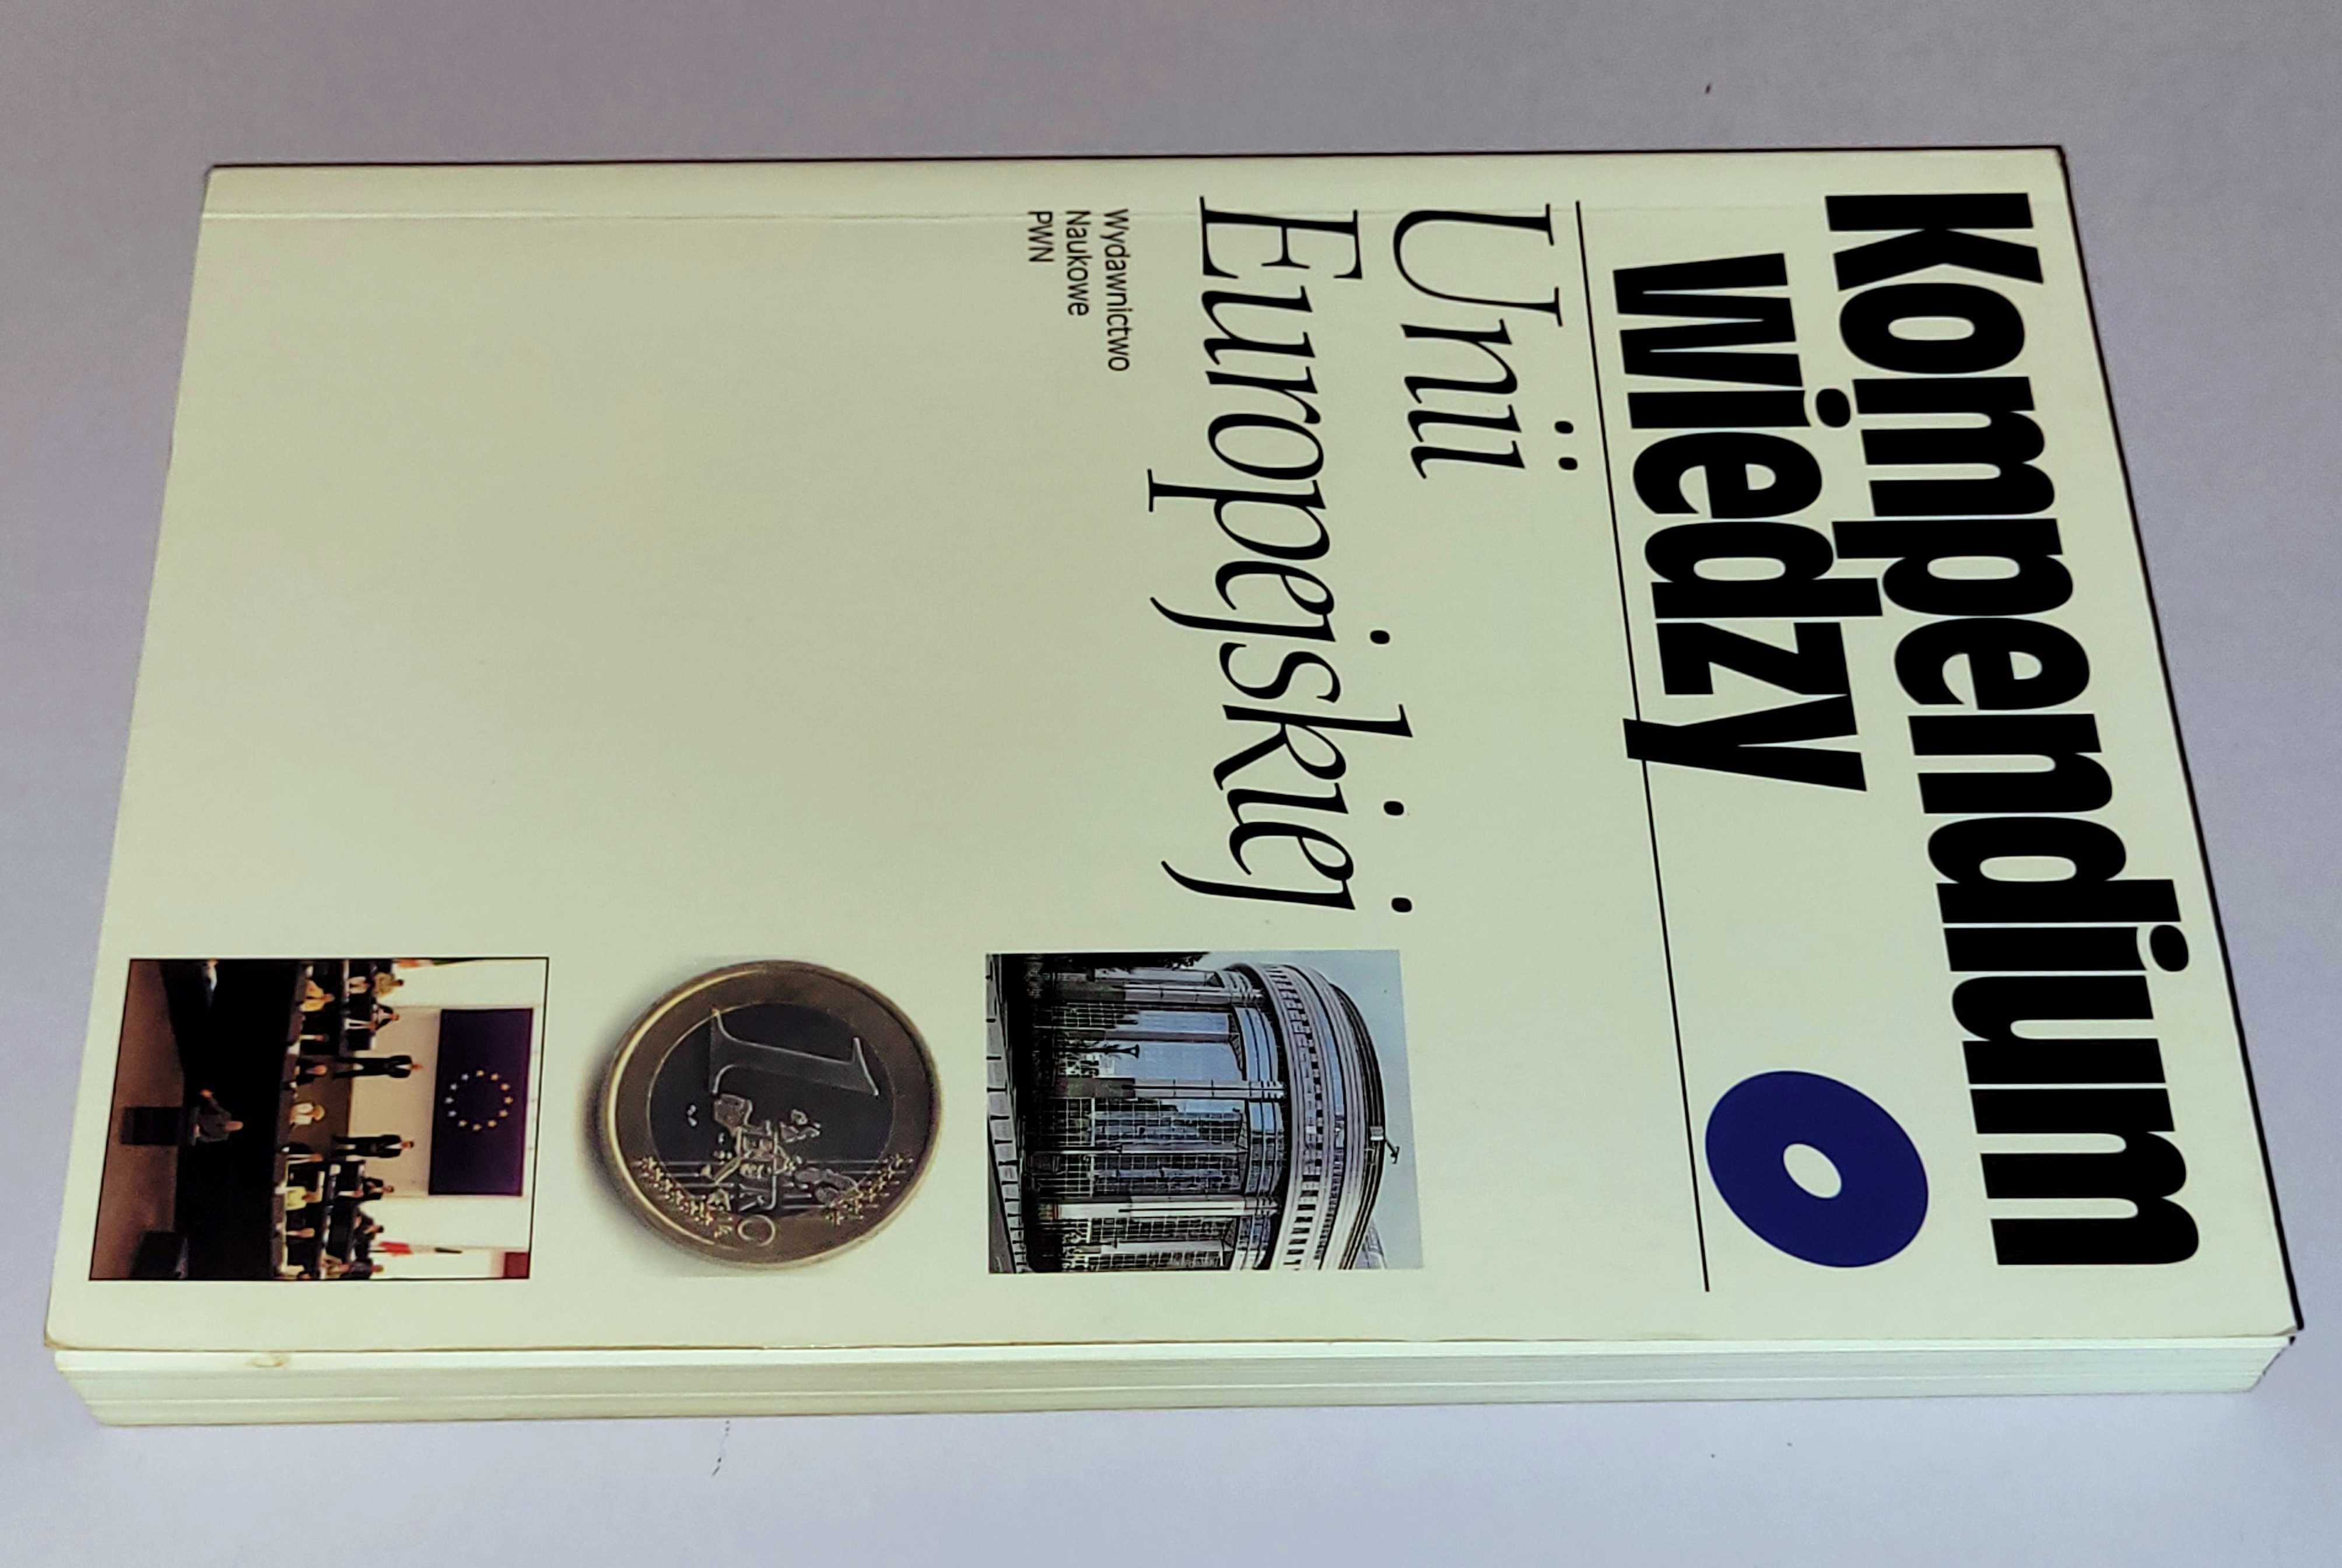 Kompendium
wiedzy
o
Unii
Europejskiej
Wydawnictwo
Naukowe
PWN
1